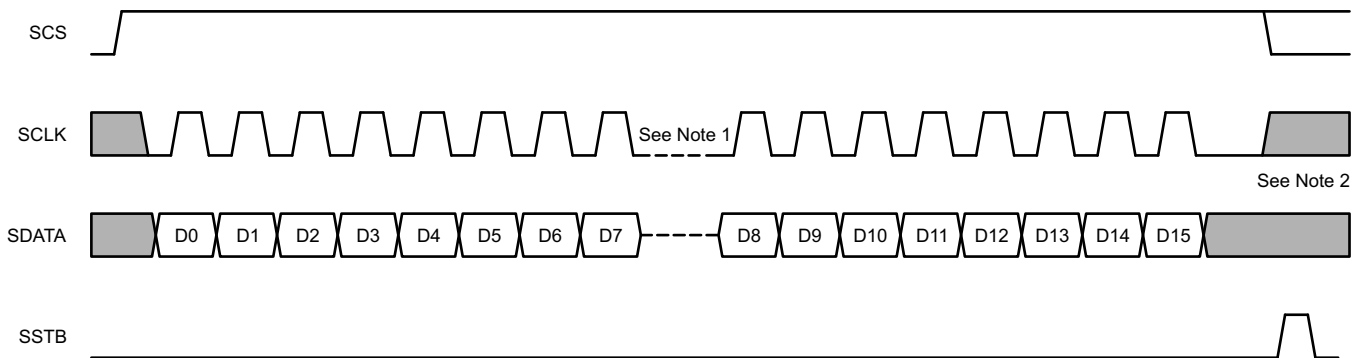 SCS
SCLK
See Note 1
See Note 2
SDATA D0 D1 D2 D3 D4 D5 D6 D7 D8 D9 D10 D11 D12 D13 D14 D15
SSTB